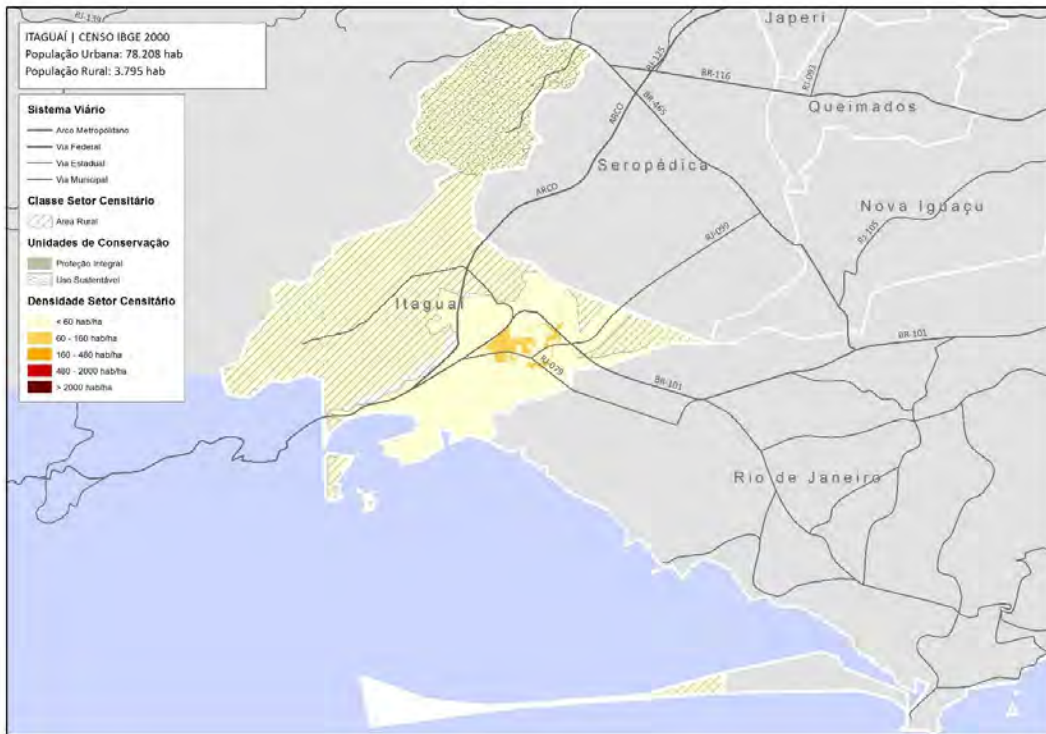 RJ-139
ITAGUAÍ | CENSO IBGE 2000
População Urbana: 78.208 hab
População Rural: 3.795 hab
Sistema Viário
Arco Metropolitano
Via Federal
Via Estadual
Via Municipal
Classe Setor Censitário
Área Rural
Unidades de Conservação
Proteção Integral
Uso Sustentável
Densidade Setor Censitário
< 60 hab/ha
60 - 160 hab/ha
160 - 480 hab/ha
480 - 2000 hab/ha
> 2000 hab/ha
Japeri
RJ-125
BR-116
RJ-093
Queimados
BR-465
ARCO
Seropédica
ARCO
Nova Iguaçu
RJ-105
RJ-099
Itaguaí
BR-101
RJ-079
BR-101
Rio de Janeiro